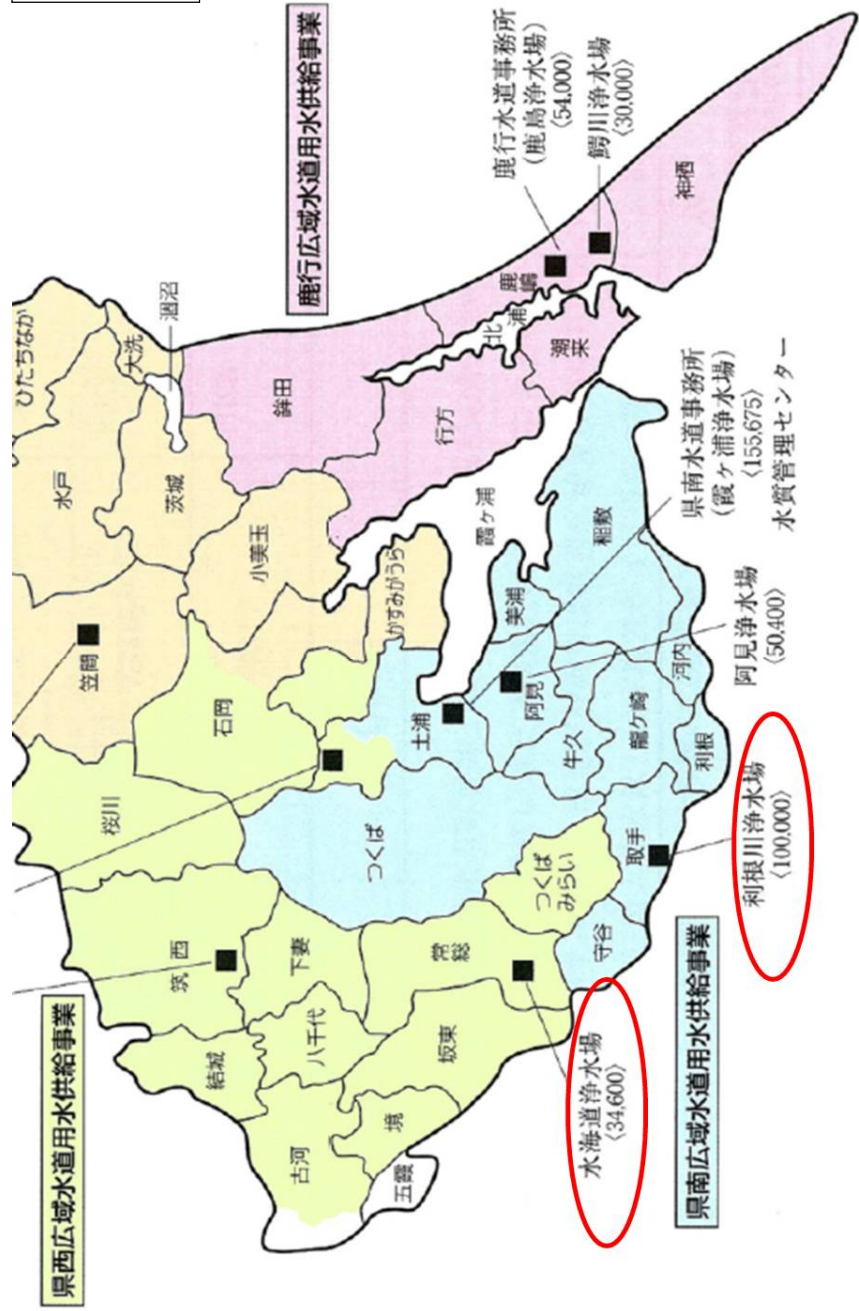 鹿行広域水道用水供給事業
鹿行水道事務所
(鹿島浄水場)
〈54,000〉
鰐川浄水場
〈30,000〉
ひたちなか
大洗
涸沼
水戸
茨城
鉾田
鹿嶋
神栖
北浦
潮来
行方
小美玉
笠間
かすみがうら
霞ヶ浦
県南水道事務所
(霞ヶ浦浄水場)
〈155,675〉
水質管理センター
石岡
稲敷
美浦
阿見
土浦
阿見浄水場
〈50,400〉
河内
龍ケ崎
牛久
利根
桜川
つくば
取手
利根川浄水場
〈100,000〉
つくば
みらい
守谷
県南広域水道用水供給事業
筑西
下妻
常総
水海道浄水場
〈34,600〉
結城
八千代
坂東
古河
境
五霞
県西広域水道用水供給事業